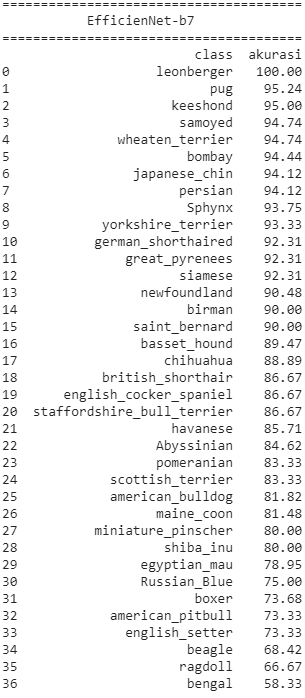 ========================================
EfficienNet-b7
========================================
class akurasi
0 leonberger 100.00
1 pug 95.24
2 keeshond 95.00
3 samoyed 94.74
4 wheaten_terrier 94.74
5 bombay 94.44
6 japanese_chin 94.12
7 persian 94.12
8 Sphynx 93.75
9 yorkshire_terrier 93.33
10 german_shorthaired 92.31
11 great_pyrenees 92.31
12 siamese 92.31
13 newfoundland 90.48
14 birman 90.00
15 saint_bernard 90.00
16 basset_hound 89.47
17 chihuahua 88.89
18 british_shorthair 86.67
19 english_cocker_spaniel 86.67
20 staffordshire_bull_terrier 86.67
21 havanese 85.71
22 Abyssinian 84.62
23 pomeranian 83.33
24 scottish_terrier 83.33
25 american_bulldog 81.82
26 maine_coon 81.48
27 miniature_pinscher 80.00
28 shiba_inu 80.00
29 egyptian_mau 78.95
30 Russian_Blue 75.00
31 boxer 73.68
32 american_pitbull 73.33
33 english_setter 73.33
34 beagle 68.42
35 ragdoll 66.67
36 bengal 58.33